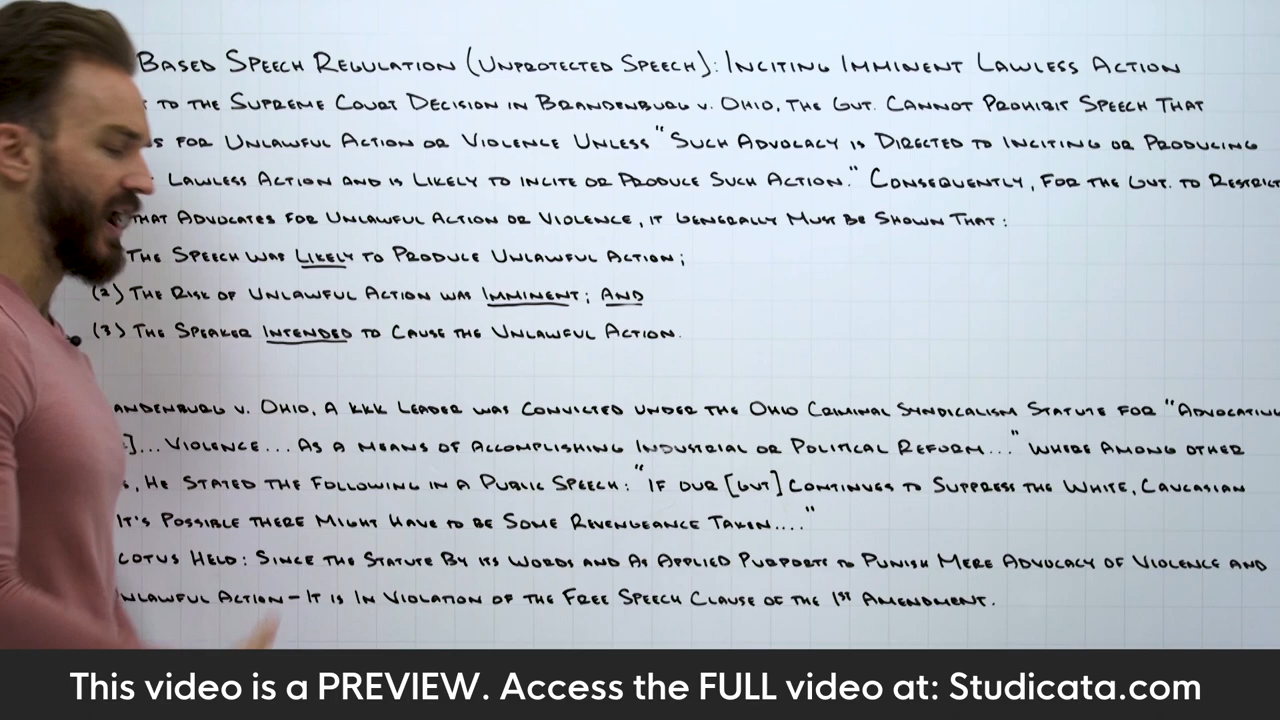 BASED SPEECH REGULATION (UNPROTECTED SPEECH): INCITING IMMINENT LAWLESS ACTION
TO THE SUPREME COURT DECISION IN BRANDENBURG V. OHIO, THE GVT. CANNOT PROHIBIT SPEECH THAT
S FOR UNLAWFUL ACTION OR VIOLENCE UNLESS "SUCH ADVOCACY IS DIRECTED TO INCITING OR PRODUCING
LAWLESS ACTION AND IS LIKELY TO INCITE OR PRODUCE SUCH ACTION." CONSEQUENTLY, FOR THE GVT. TO RESTRICT
THAT ADVOCATES FOR UNLAWFUL ACTION OR VIOLENCE, IT GENERALLY MUST BE SHOWN THAT:
THE SPEECH WAS LIKELY TO PRODUCE UNLAWFUL ACTION;
(2) THE RISK OF UNLAWFUL ACTION WAS IMMINENT; AND
(3) THE SPEAKER INTENDED TO CAUSE THE UNLAWFUL ACTION.
ANDENBURG V. OHIO, A KKK LEADER WAS CONVICTED UNDER THE OHIO CRIMINAL SYNDICALISM STATUTE FOR "ADVOCATING
]... VIOLENCE... AS A MEANS OF ACCOMPLISHING INDUSTRIAL OR POLITICAL REFORM..." WHERE AMONG OTHER
, HE STATED THE FOLLOWING IN A PUBLIC SPEECH: "IF OUR [GVT] CONTINUES TO SUPPRESS THE WHITE, CAUCASIAN
IT'S POSSIBLE THERE MIGHT HAVE TO BE SOME REVENGEANCE TAKEN...."
COTUS HELD: SINCE THE STATUTE BY ITS WORDS AND AS APPLIED PURPORTS TO PUNISH MERE ADVOCACY OF VIOLENCE AND
NLAWFUL ACTION - IT IS IN VIOLATION OF THE FREE SPEECH CLAUSE OF THE 1ST AMENDMENT.
This video is a PREVIEW. Access the FULL video at: Studicata.com